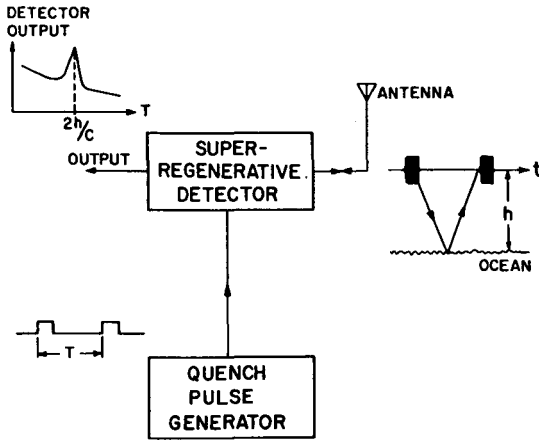 DETECTOR
OUTPUT
T
2h/C
ANTENNA
OUTPUT
SUPER-
REGENERATIVE
DETECTOR
t
h
OCEAN
T
QUENCH
PULSE
GENERATOR